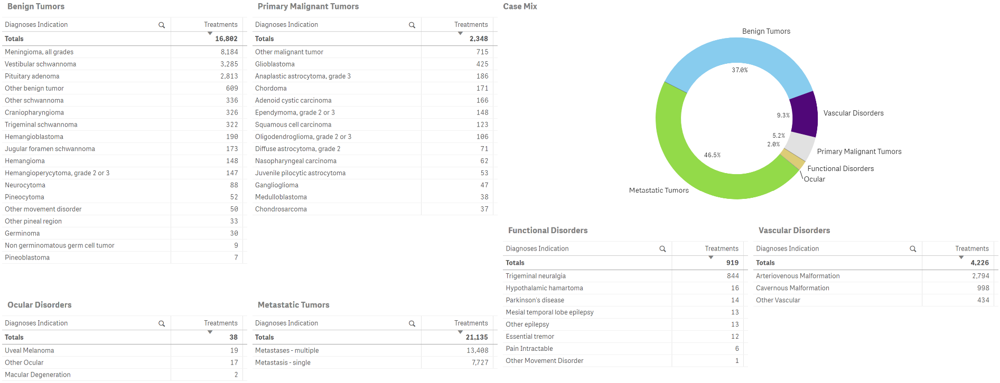 Benign Tumors
Diagnoses Indication Treatments
Totals 16,802
Meningioma, all grades 8,184
Vestibular schwannoma 3,285
Pituitary adenoma 2,813
Other benign tumor 609
Other schwannoma 336
Craniopharyngioma 326
Trigeminal schwannoma 322
Hemangioblastoma 190
Jugular foramen schwannoma 173
Hemangioma 148
Hemangioperycytoma, grade 2 or 3 147
Neurocytoma 88
Pineocytoma 52
Other movement disorder 50
Other pineal region 33
Germinoma 30
Non germinomatous germ cell tumor 9
Pineoblastoma 7
Primary Malignant Tumors
Diagnoses Indication Treatments
Totals 2,348
Other malignant tumor 715
Glioblastoma 425
Anaplastic astrocytoma, grade 3 186
Chordoma 171
Adenoid cystic carcinoma 166
Ependymoma, grade 2 or 3 148
Squamous cell carcinoma 123
Oligodendroglioma, grade 2 or 3 106
Diffuse astrocytoma, grade 2 71
Nasopharyngeal carcinoma 62
Juvenile pilocytic astrocytoma 53
Ganglioglioma 47
Medulloblastoma 38
Chondrosarcoma 37
Case Mix
Benign Tumors
37.0%
9.3%
Vascular Disorders
5.2%
2.0%
Primary Malignant Tumors
46.5%
Functional Disorders
Ocular
Metastatic Tumors
Ocular Disorders
Diagnoses Indication Treatments
Totals 38
Uveal Melanoma 19
Other Ocular 17
Macular Degeneration 2
Metastatic Tumors
Diagnoses Indication Treatments
Totals 21,135
Metastases - multiple 13,408
Metastasis - single 7,727
Functional Disorders
Diagnoses Indication Treatments
Totals 919
Trigeminal neuralgia 844
Hypothalamic hamartoma 16
Parkinson's disease 14
Mesial temporal lobe epilepsy 13
Other epilepsy 13
Essential tremor 12
Pain Intractable 6
Other Movement Disorder 1
Vascular Disorders
Diagnoses Indication Treatments
Totals 4,226
Arteriovenous Malformation 2,794
Cavernous Malformation 998
Other Vascular 434